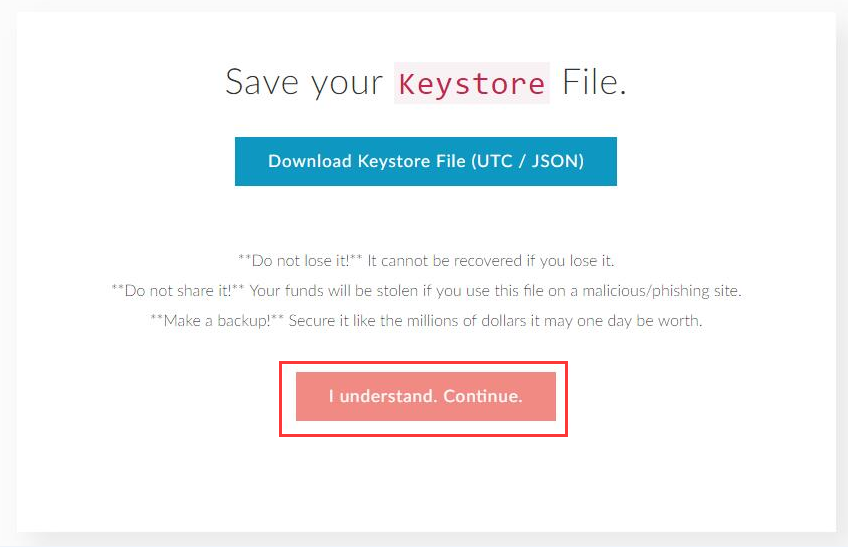 Save your Keystore File.
Download Keystore File (UTC / JSON)
**Do not lose it!** It cannot be recovered if you lose it.
**Do not share it!** Your funds will be stolen if you use this file on a malicious/phishing site.
**Make a backup!** Secure it like the millions of dollars it may one day be worth.
I understand. Continue.